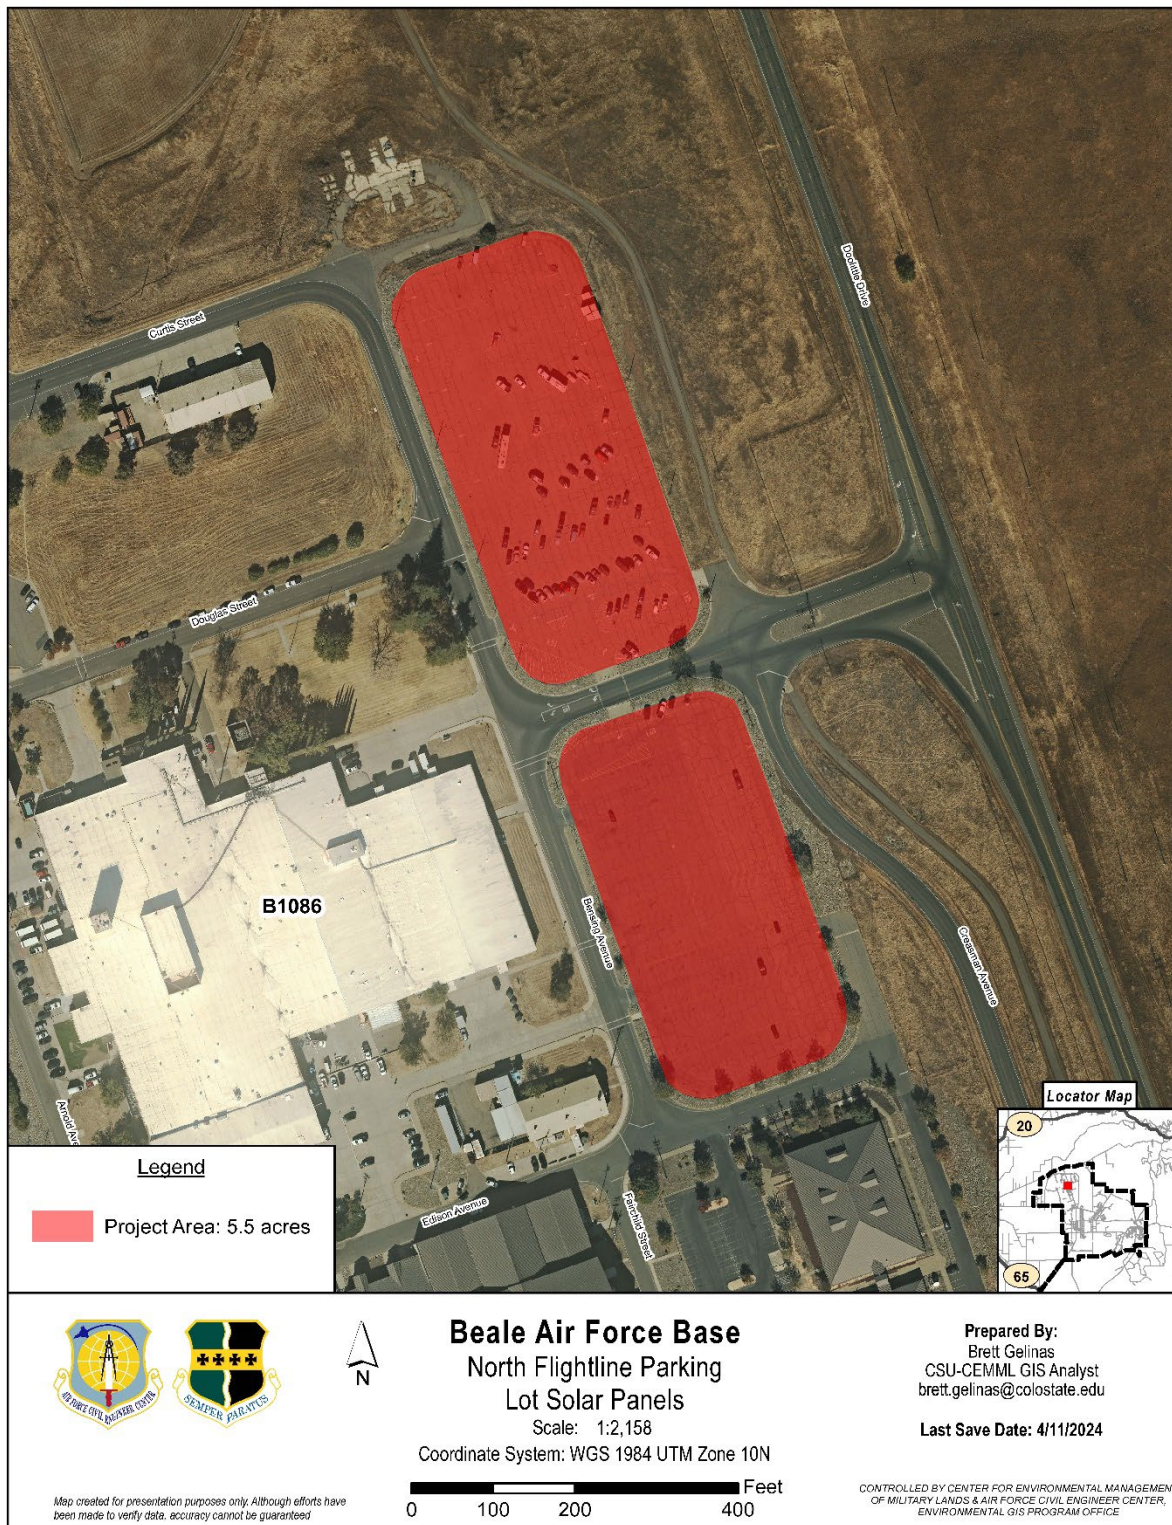 Doolittle Drive
Curtis Street
Douglas Street
B1086
Bensing Avenue
Creasman Avenue
Arnold Ave
Edison Avenue
Fairchild Street
Locator Map
20
65
Legend
Project Area: 5.5 acres
AIR FORCE CIVIL ENGINEER CENTER
SEMPER PARATUS
N
Beale Air Force Base
North Flightline Parking
Lot Solar Panels
Scale: 1:2,158
Coordinate System: WGS 1984 UTM Zone 10N
Feet
0 100 200 400
Prepared By:
Brett Gelinas
CSU-CEMML GIS Analyst
brett.gelinas@colostate.edu
Last Save Date: 4/11/2024
Map created for presentation purposes only. Although efforts have
been made to verify data, accuracy cannot be guaranteed
CONTROLLED BY CENTER FOR ENVIRONMENTAL MANAGEMEN
OF MILITARY LANDS & AIR FORCE CIVIL ENGINEER CENTER,
ENVIRONMENTAL GIS PROGRAM OFFICE